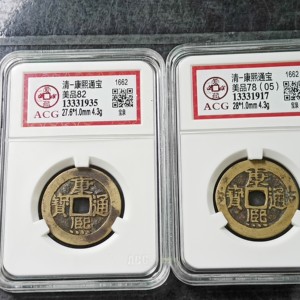 清-康熙通宝
美品82
13331935
27.6*1.0mm 4.3g
1662
ACG
康熙通寶
ACG
清-康熙通宝
美品78（05）
13331917
28*1.0mm 4.3g
1662
ACG
康熙通寶